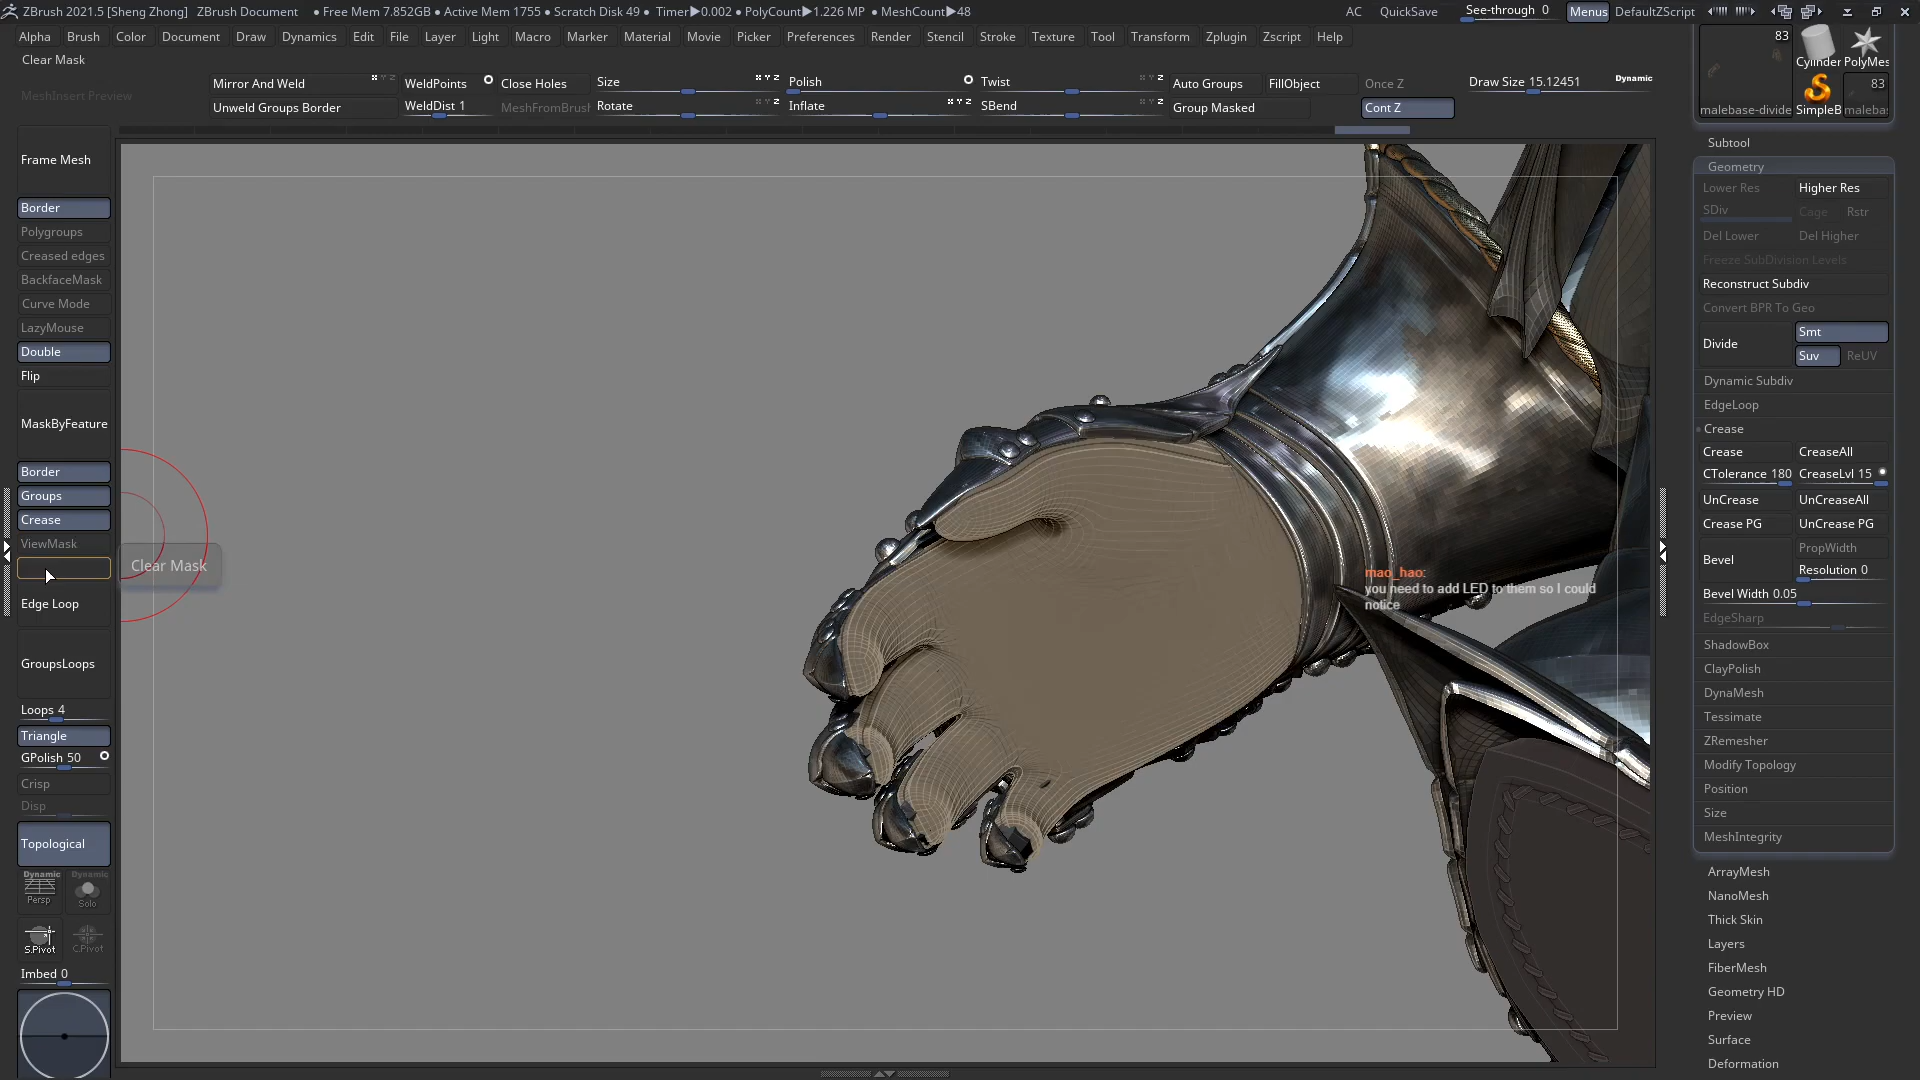 ZBrush 2021.5 [Sheng Zhong] ZBrush Document • Free Mem 7.852GB • Active Mem 1755 • Scratch Disk 49 • Timer▶0.002 • PolyCount▶1.226 MP • MeshCount▶48 AC QuickSave See-through 0 Menus DefaultZScript
Alpha Brush Color Document Draw Dynamics Edit File Layer Light Macro Marker Material Movie Picker Preferences Render Stencil Stroke Texture Tool Transform Zplugin Zscript Help
Clear Mask
MeshInsert Preview
Mirror And Weld WeldPoints Close Holes Size Polish Twist Auto Groups FillObject Once Z Draw Size 15.12451 Dynamic
Unweld Groups Border WeldDist 1 MeshFromBrush Rotate Inflate SBend Group Masked Cont Z
83
Cylinder PolyMes
83
malebase-divide SimpleB malebas
Frame Mesh
Border
Polygroups
Creased edges
BackfaceMask
Curve Mode
LazyMouse
Double
Flip
MaskByFeature
Border
Groups
Crease
ViewMask
Clear Mask
Edge Loop
GroupsLoops
Loops 4
Triangle
GPolish 50
Crisp
Disp
Topological
Dynamic Dynamic
Persp Solo
S.Pivot C.Pivot
Imbed 0
mao_hao:
you need to add LED to them so I could
notice
Subtool
Geometry
Lower Res Higher Res
SDiv Cage Rstr
Del Lower Del Higher
Freeze SubDivision Levels
Reconstruct Subdiv
Convert BPR To Geo
Divide Smt
Suv ReUV
Dynamic Subdiv
EdgeLoop
Crease
Crease CreaseAll
CTolerance 180 CreaseLvl 15
UnCrease UnCreaseAll
Crease PG UnCrease PG
Bevel PropWidth
Resolution 0
Bevel Width 0.05
EdgeSharp
ShadowBox
ClayPolish
DynaMesh
Tessimate
ZRemesher
Modify Topology
Position
Size
MeshIntegrity
ArrayMesh
NanoMesh
Thick Skin
Layers
FiberMesh
Geometry HD
Preview
Surface
Deformation